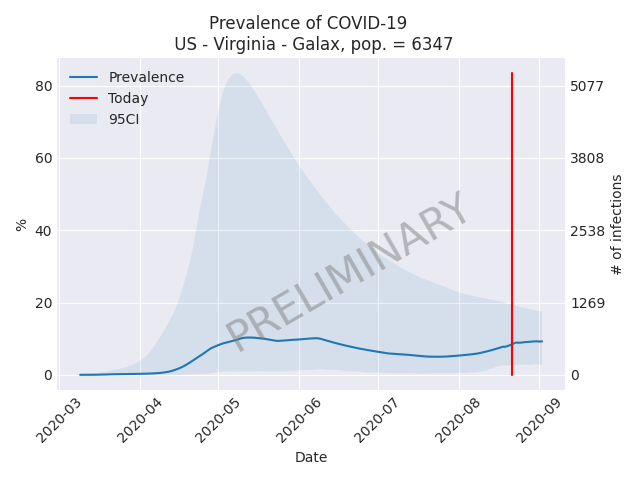 Prevalence of COVID-19
US - Virginia - Galax, pop. = 6347
Prevalence
Today
95CI
80
60
40
20
0
%
5077
3808
2538
1269
0
# of infections
PRELIMINARY
2020-03
2020-04
2020-05
2020-06
2020-07
2020-08
2020-09
Date